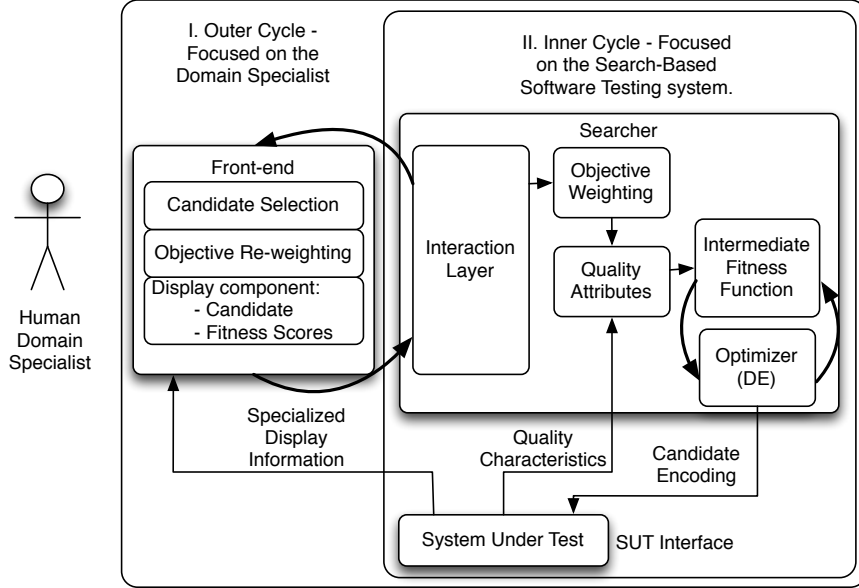 I. Outer Cycle -
Focused on the
Domain Specialist
II. Inner Cycle - Focused
on the Search-Based
Software Testing system.
Searcher
Front-end
Candidate Selection
Objective Re-weighting
Display component:
- Candidate
- Fitness Scores
Interaction
Layer
Objective
Weighting
Quality
Attributes
Intermediate
Fitness
Function
Optimizer
(DE)
Human
Domain
Specialist
Specialized
Display
Information
Quality
Characteristics
Candidate
Encoding
System Under Test
SUT Interface